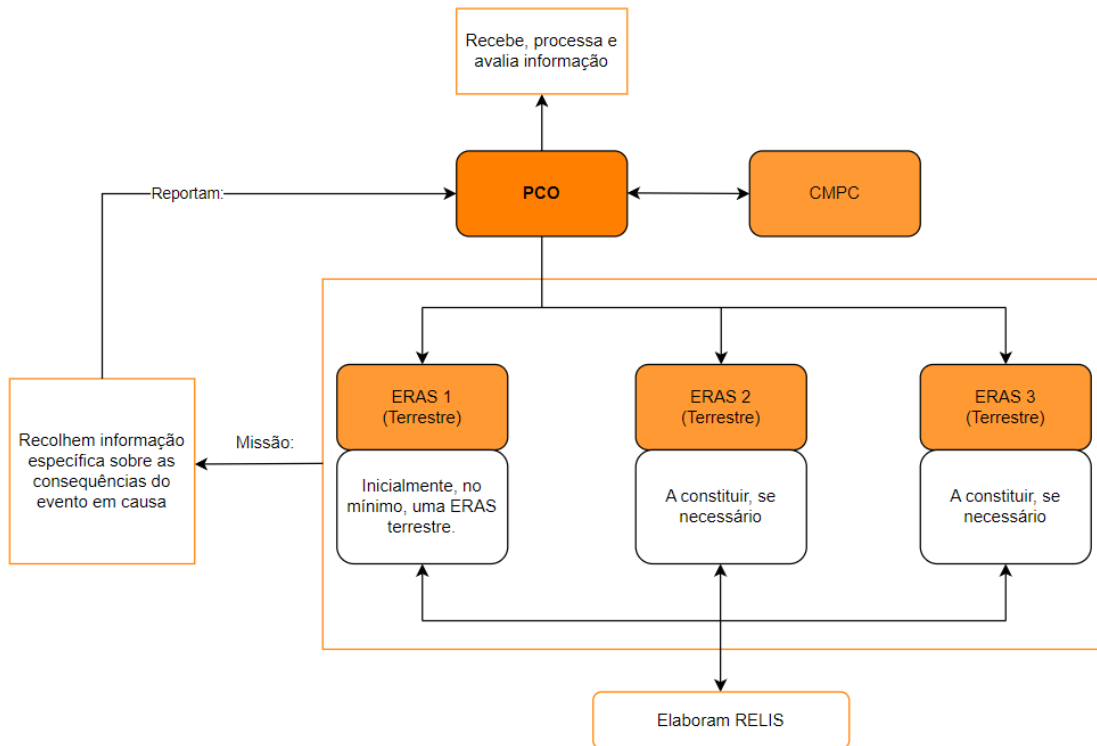 Recebe, processa e
avalia informação
Reportam:
PCO
CMPC
ERAS 1
(Terrestre)
ERAS 2
(Terrestre)
ERAS 3
(Terrestre)
Recolhem informação
específica sobre as
consequências do
evento em causa
Missão:
Inicialmente, no
mínimo, uma ERAS
terrestre.
A constituir, se
necessário
A constituir, se
necessário
Elaboram RELIS